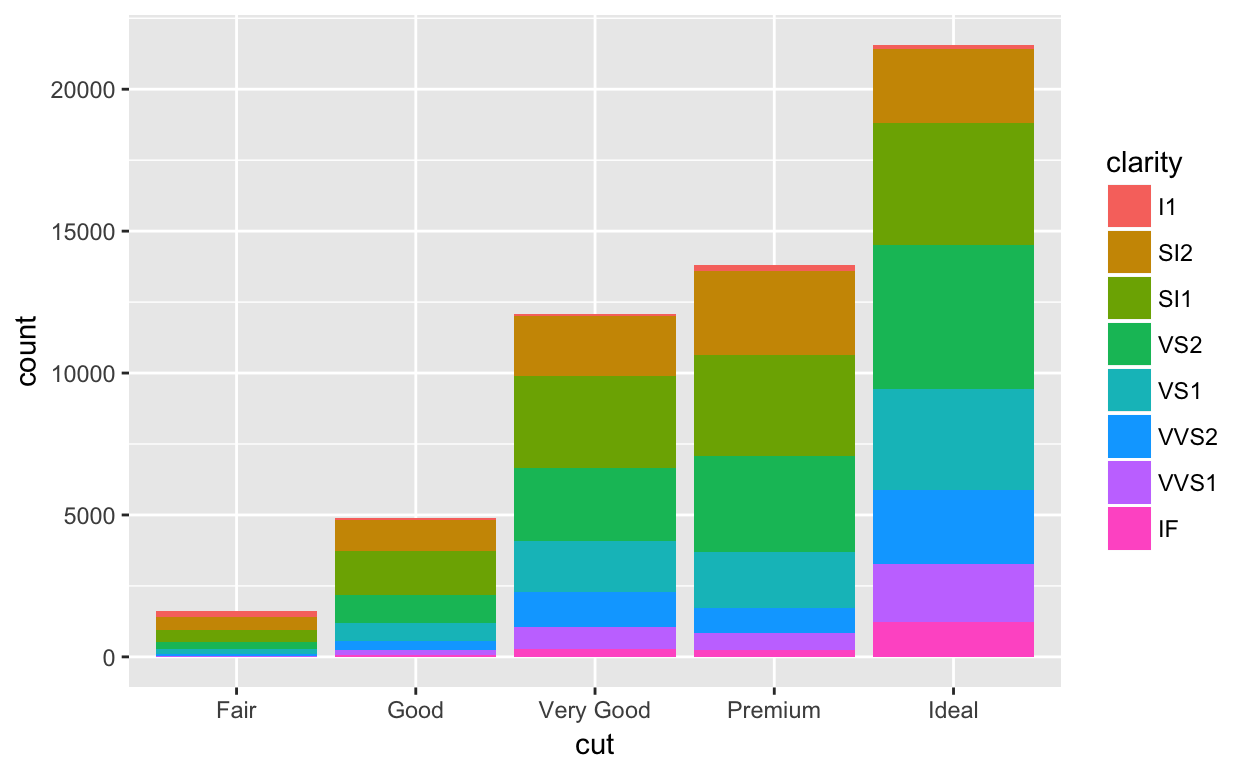 count
20000
15000
10000
5000
0
Fair Good Very Good Premium Ideal
cut
clarity
I1
SI2
SI1
VS2
VS1
VVS2
VVS1
IF